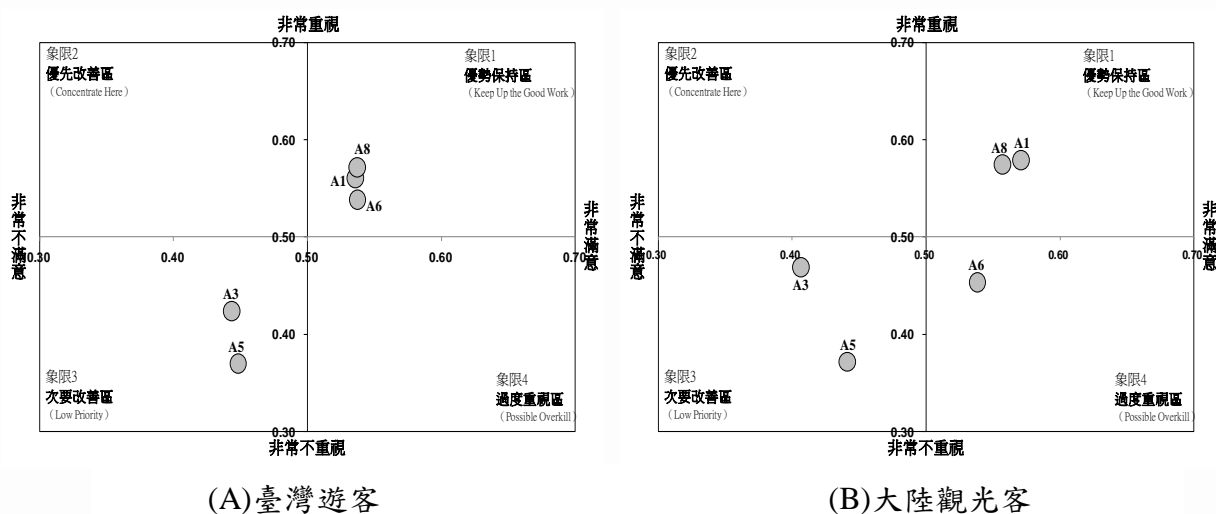 非常重視
象限2
優先改善區
（Concentrate Here）
0.70
象限1
優勢保持區
（Keep Up the Good Work）
0.60
A8
A1
A6
非常不滿意
0.50
非常滿意
0.30
0.40
0.50
0.60
0.70
A3
0.40
A5
象限3
次要改善區
（Low Priority）
象限4
過度重視區
（Possible Overkill）
0.30
非常不重視
(A)臺灣遊客
非常重視
象限2
優先改善區
（Concentrate Here）
0.70
象限1
優勢保持區
（Keep Up the Good Work）
0.60
A8
A1
非常不滿意
0.50
非常滿意
0.30
0.40
0.50
0.60
0.70
A3
A6
0.40
A5
象限3
次要改善區
（Low Priority）
象限4
過度重視區
（Possible Overkill）
0.30
非常不重視
(B)大陸觀光客